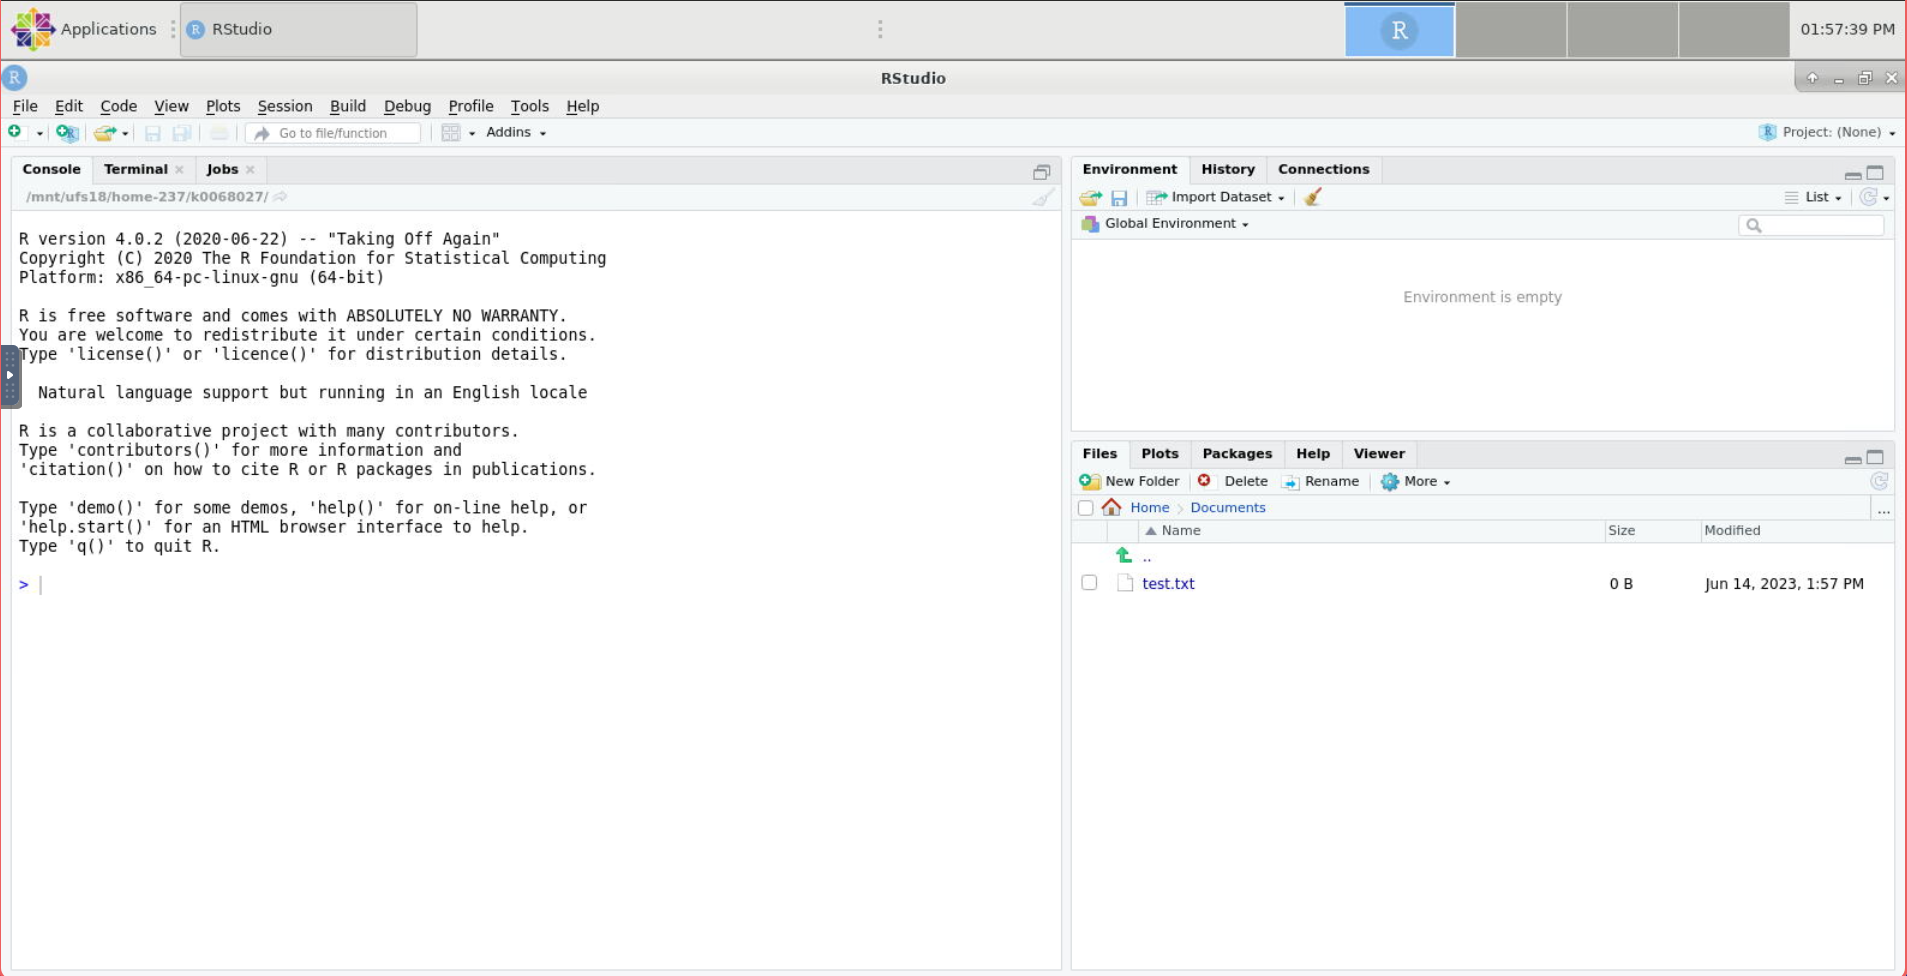 Applications
RStudio
R
01:57:39 PM
R
RStudio
File Edit Code View Plots Session Build Debug Profile Tools Help
Go to file/function
Addins
Project: (None)
Console Terminal Jobs
/mnt/ufs18/home-237/k0068027/
R version 4.0.2 (2020-06-22) -- "Taking Off Again"
Copyright (C) 2020 The R Foundation for Statistical Computing
Platform: x86_64-pc-linux-gnu (64-bit)
R is free software and comes with ABSOLUTELY NO WARRANTY.
You are welcome to redistribute it under certain conditions.
Type 'license()' or 'licence()' for distribution details.
Natural language support but running in an English locale
R is a collaborative project with many contributors.
Type 'contributors()' for more information and
'citation()' on how to cite R or R packages in publications.
Type 'demo()' for some demos, 'help()' for on-line help, or
'help.start()' for an HTML browser interface to help.
Type 'q()' to quit R.
>
Environment History Connections
Import Dataset
List
Global Environment
Environment is empty
Files Plots Packages Help Viewer
New Folder Delete Rename More
Home Documents ...
Name Size Modified
..
test.txt 0 B Jun 14, 2023, 1:57 PM